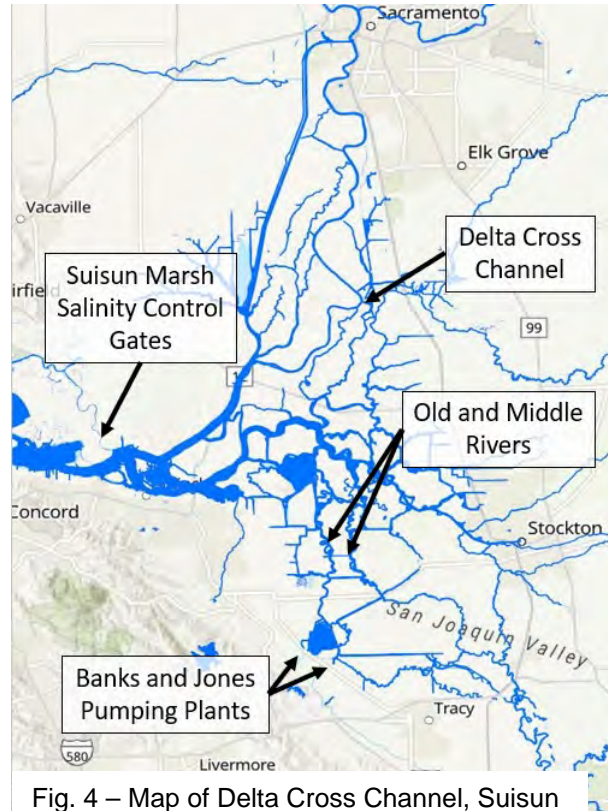 Sacramento
Elk Grove
Vacaville
Delta Cross
Channel
Suisun Marsh
Salinity Control
Gates
irfield
99
Old and Middle
Rivers
Concord
Stockton
San Joaquin Valley
Banks and Jones
Pumping Plants
Tracy
580
Livermore
Fig. 4 – Map of Delta Cross Channel, Suisun